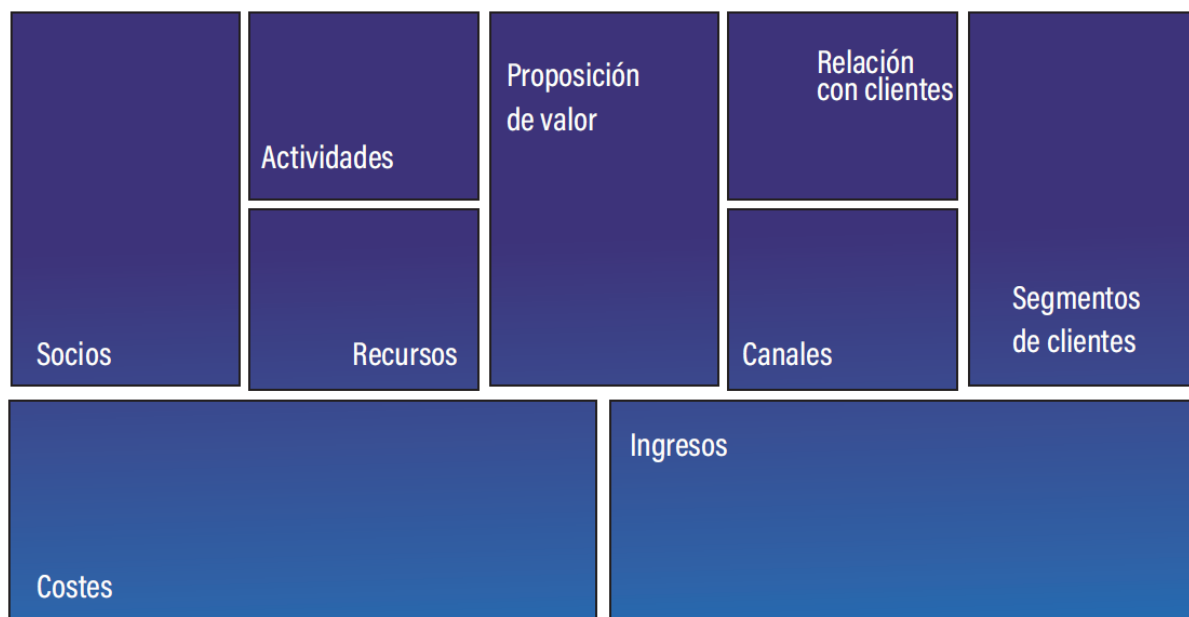 Socios
Actividades
Recursos
Proposición
de valor
Relación
con clientes
Canales
Segmentos
de clientes
Costes
Ingresos